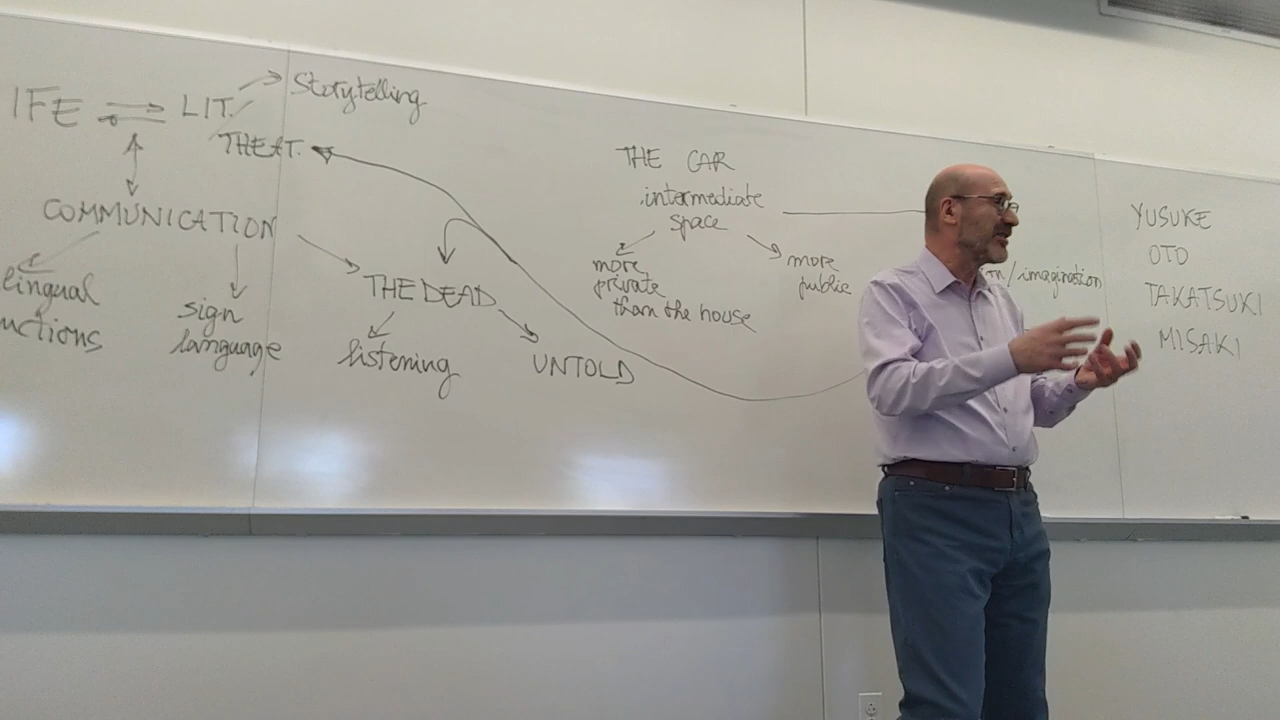 IFE LIT.
Storytelling
THEAT.
COMMUNICATION
lingual
uctions
sign
language
THE DEAD
listening
UNTOLD
THE CAR
intermediate
space
more
private
than the house
more
public
/imagination
YUSUKE
OTO
TAKATSUKI
MISAKI